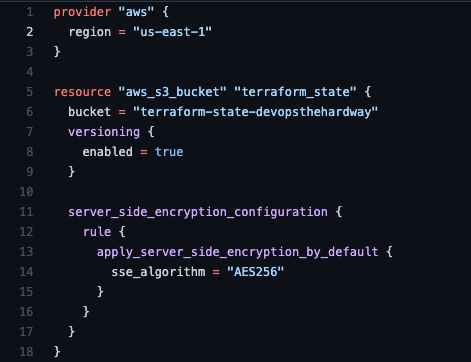 1 provider "aws" {
2   region = "us-east-1"
3 }
4
5 resource "aws_s3_bucket" "terraform_state" {
6   bucket = "terraform-state-devopsthehardway"
7   versioning {
8     enabled = true
9   }
10
11   server_side_encryption_configuration {
12     rule {
13       apply_server_side_encryption_by_default {
14         sse_algorithm = "AES256"
15       }
16     }
17   }
18 }